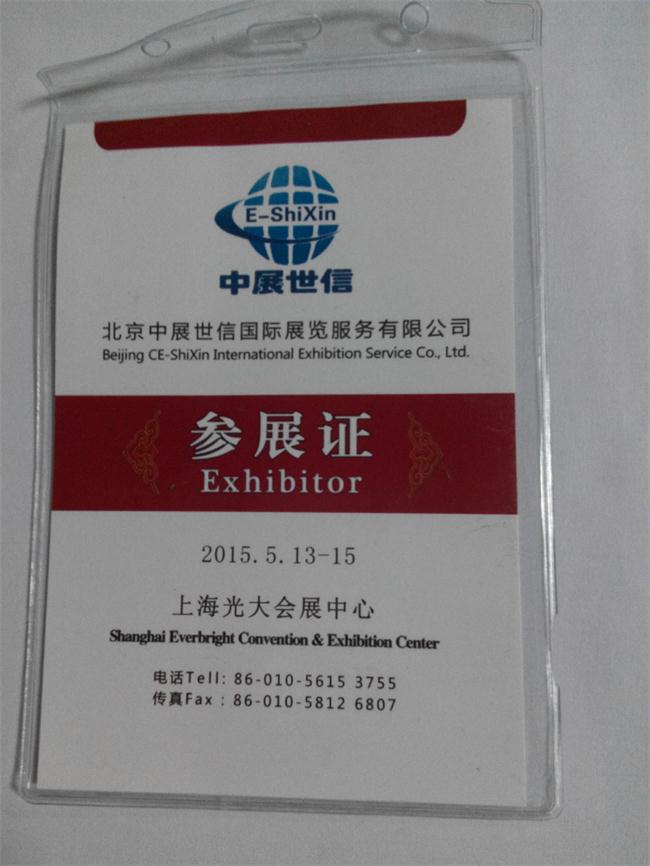 E-ShiXin
中展世信
北京中展世信国际展览服务有限公司
Beijing CE-ShiXin International Exhibition Service Co., Ltd.
参展证
Exhibitor
2015.5.13-15
上海光大会展中心
Shanghai Everbright Convention & Exhibition Center
电话Tell: 86-010-5615 3755
传真Fax : 86-010-5812 6807